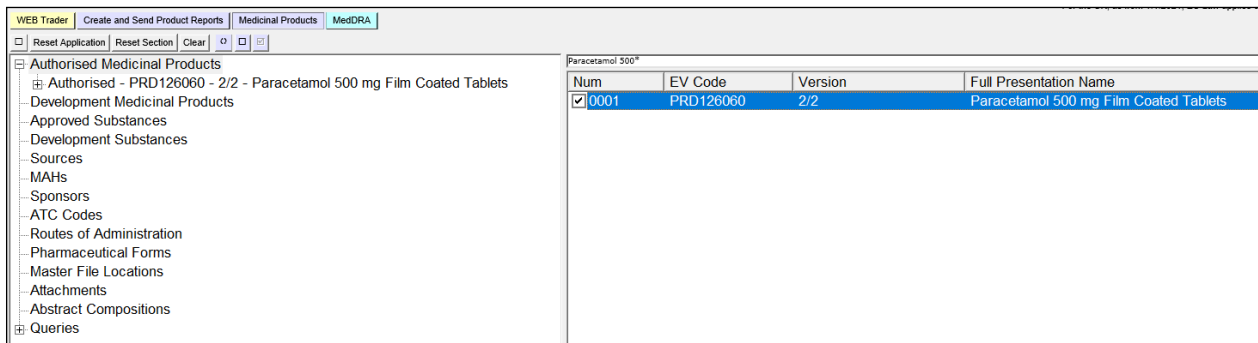 WEB Trader Create and Send Product Reports Medicinal Products MedDRA
Reset Application Reset Section Clear
Authorised Medicinal Products
Authorised - PRD126060 - 2/2 - Paracetamol 500 mg Film Coated Tablets
Development Medicinal Products
Approved Substances
Development Substances
Sources
MAHs
Sponsors
ATC Codes
Routes of Administration
Pharmaceutical Forms
Master File Locations
Attachments
Abstract Compositions
Queries
Paracetamol 500*
Num EV Code Version Full Presentation Name
0001 PRD126060 2/2 Paracetamol 500 mg Film Coated Tablets